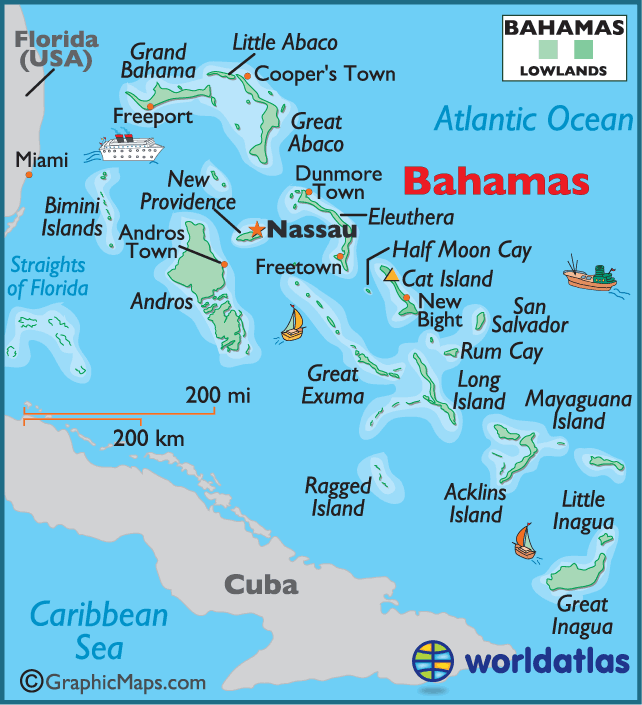 Florida
(USA)
Little Abaco
Grand
Bahama
Cooper's Town
BAHAMAS
LOWLANDS
Freeport
Great
Abaco
Atlantic Ocean
Miami
New
Providence
Dunmore
Town
Bahamas
Bimini
Islands
Eleuthera
Nassau
Andros
Town
Half Moon Cay
Freetown
Straights
of Florida
Cat Island
Andros
New
Bight
San
Salvador
Rum Cay
Great
Exuma
Long
Island
200 mi
200 km
Mayaguana
Island
Ragged
Island
Acklins
Island
Little
Inagua
Cuba
Great
Inagua
Caribbean
Sea
worldatlas
©GraphicMaps.com